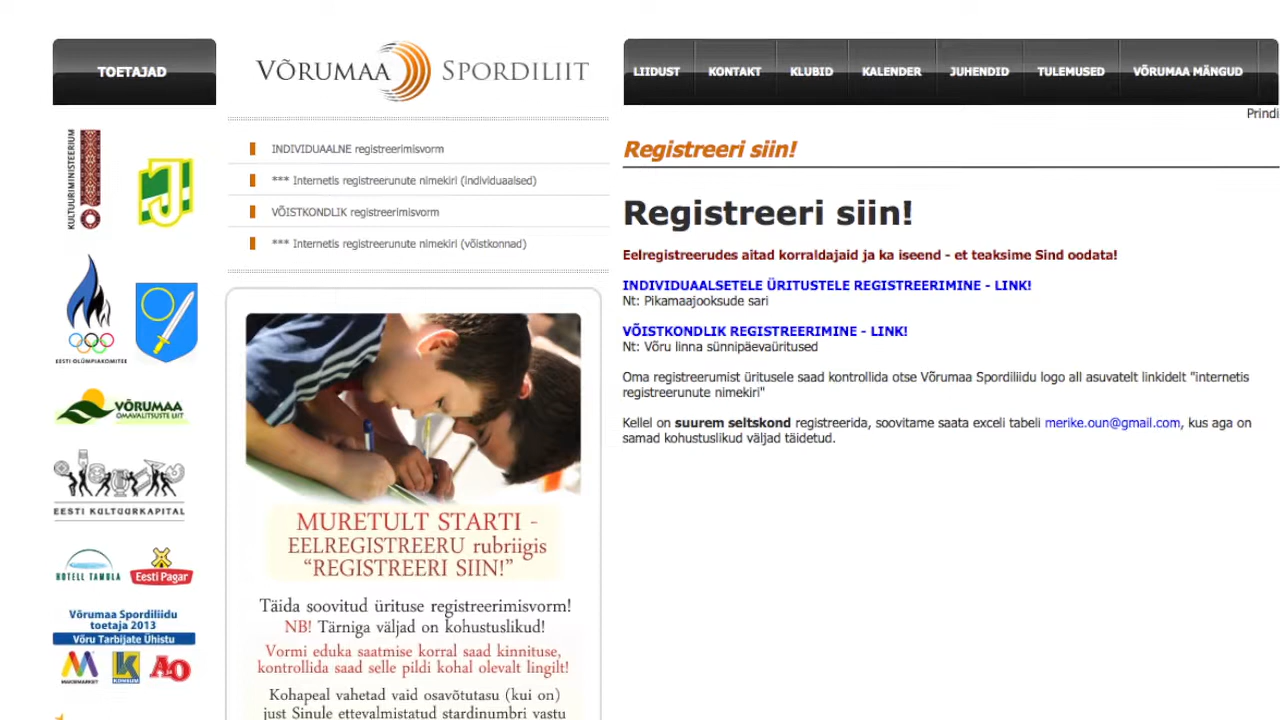 TOETAJAD
KULTUURIMINISTEERIUM
EESTI OLÜMPIAKOMITEE
VÕRUMAA
OMAVALITSUSTE LIIT
EESTI KULTUURKAPITAL
HOTELL TAMULA
Eesti Pagar
Võrumaa Spordiliidu
toetaja 2013
Võru Tarbijate Ühistu
MAKSIMARKET
KONSUM
AO
VÕRUMAA SPORDILIIT
INDIVIDUAALNE registreerimisvorm
*** Internetis registreerunute nimekiri (individuaalsed)
VÕISTKONDLIK registreerimisvorm
*** Internetis registreerunute nimekiri (võistkonnad)
MURETULT STARTI -
EELREGISTREERU rubriigis
“REGISTREERI SIIN!”
Täida soovitud ürituse registreerimisvorm!
NB! Tärniga väljad on kohustuslikud!
Vormi eduka saatmise korral saad kinnituse,
kontrollida saad selle pildi kohal olevalt lingilt!
Kohapeal vahetad vaid osavõtutasu (kui on)
just Sinule ettevalmistatud stardinumbri vastu
LIIDUST KONTAKT KLUBID KALENDER JUHENDID TULEMUSED VÕRUMAA MÄNGUD
Prindi
Registreeri siin!
Registreeri siin!
Eelregistreerudes aitad korraldajaid ja ka iseend - et teaksime Sind oodata!
INDIVIDUAALSETELE ÜRITUSTELE REGISTREERIMINE - LINK!
Nt: Pikamaajooksude sari
VÕISTKONDLIK REGISTREERIMINE - LINK!
Nt: Võru linna sünnipäevaüritused
Oma registreerumist üritusele saad kontrollida otse Võrumaa Spordiliidu logo all asuvatelt linkidelt "internetis
registreerunute nimekiri"
Kellel on suurem seltskond registreerida, soovitame saata exceli tabeli merike.oun@gmail.com, kus aga on
samad kohustuslikud väljad täidetud.